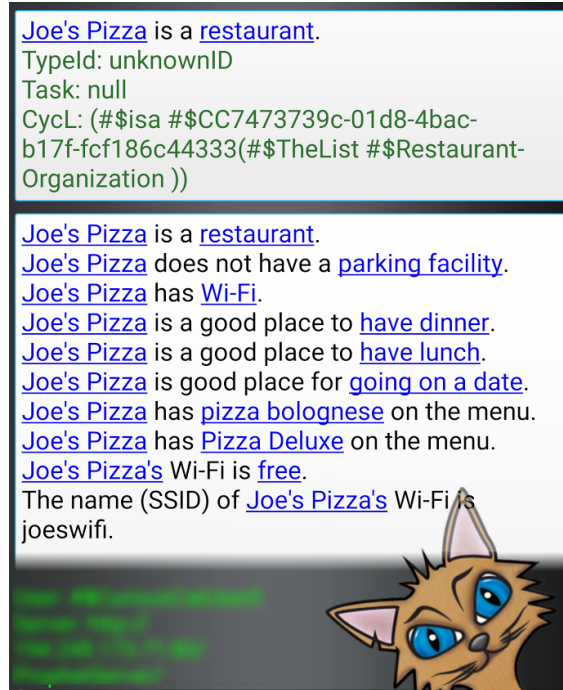 Joe's Pizza is a restaurant.
TypeId: unknownID
Task: null
CycL: (#$isa #$CC7473739c-01d8-4bac-
b17f-fcf186c44333(#$TheList #$Restaurant-
Organization ))
Joe's Pizza is a restaurant.
Joe's Pizza does not have a parking facility.
Joe's Pizza has Wi-Fi.
Joe's Pizza is a good place to have dinner.
Joe's Pizza is a good place to have lunch.
Joe's Pizza is good place for going on a date.
Joe's Pizza has pizza bolognese on the menu.
Joe's Pizza has Pizza Deluxe on the menu.
Joe's Pizza's Wi-Fi is free.
The name (SSID) of Joe's Pizza's Wi-Fi is
joeswifi.